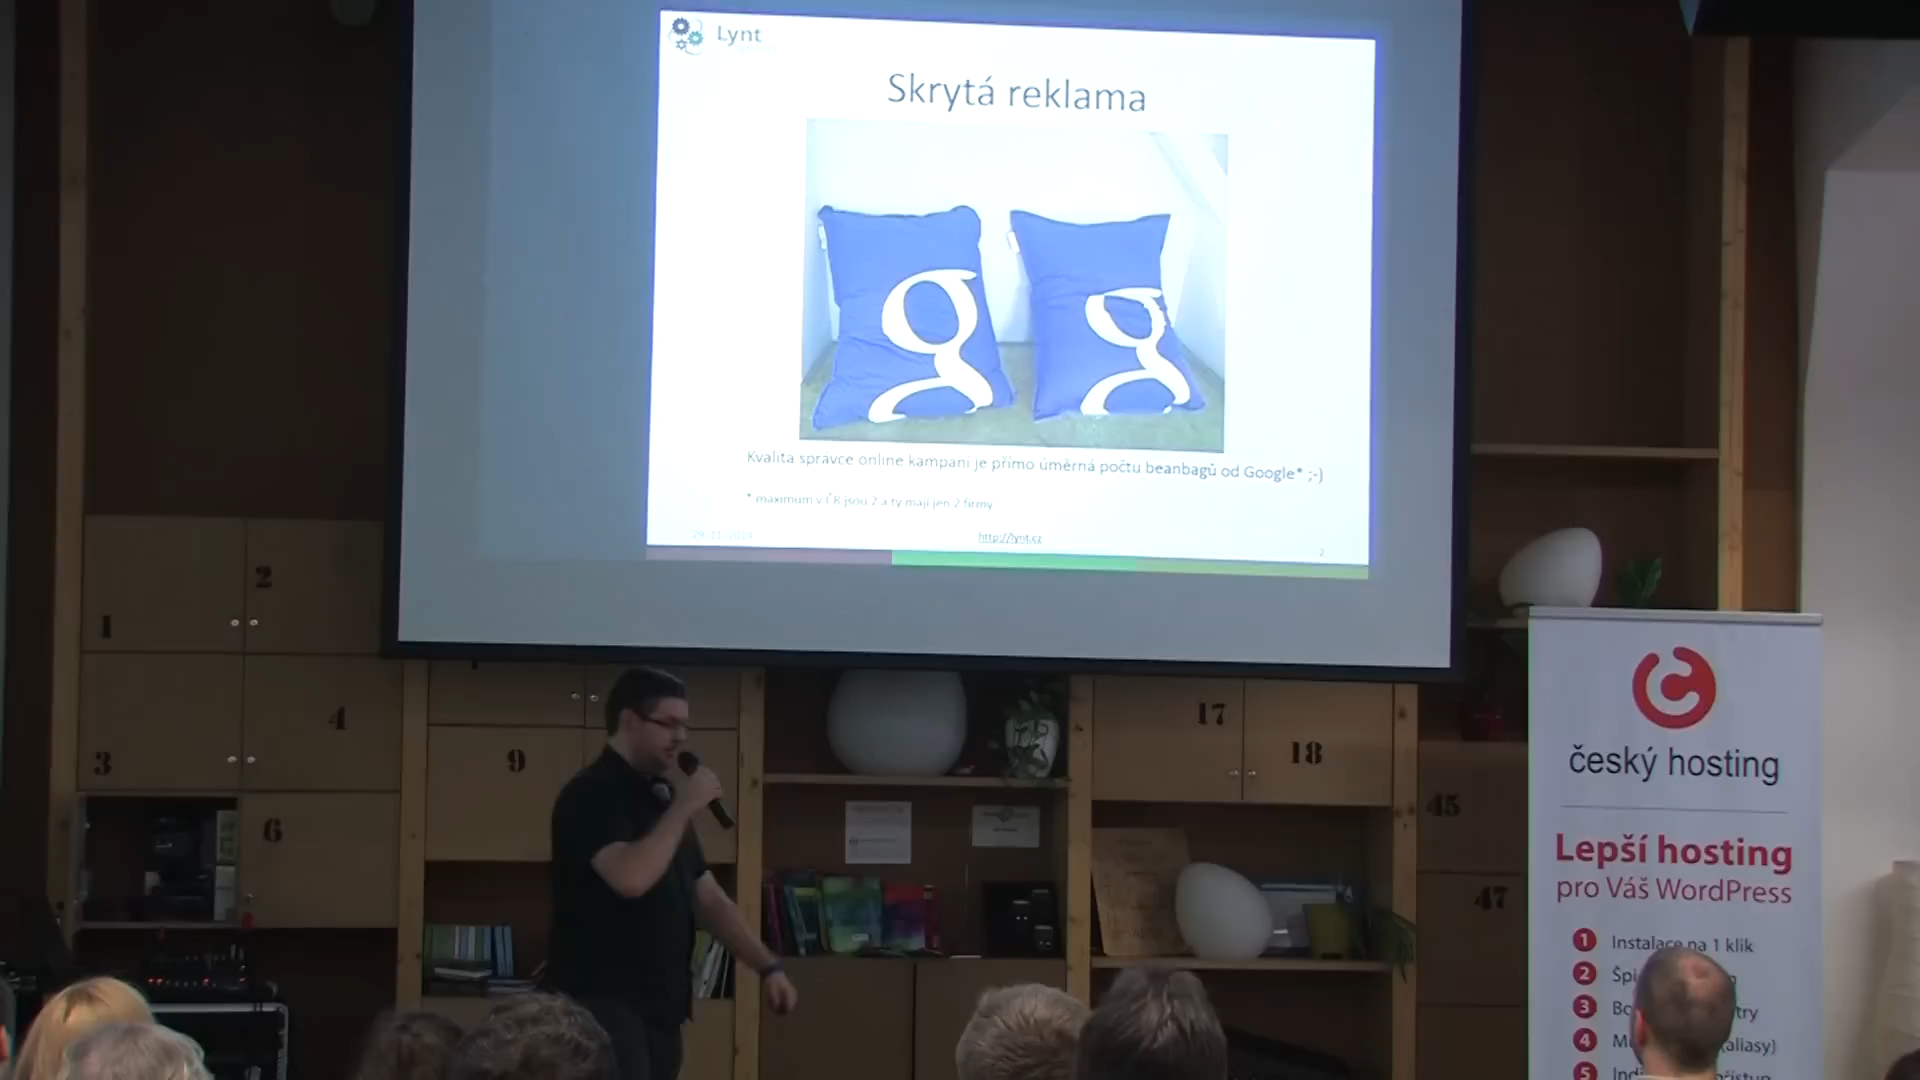 Lynt
Skrytá reklama
g
g
Kvalita správce online kampaní je přímo úměrná počtu beanbagů od Google* ;-)
* maximum v ČR jsou 2 a ty mají jen 2 firmy
http://lynt.cz
2
1
2
3
4
6
9
17
18
45
47
český hosting
Lepší hosting
pro Váš WordPress
1 Instalace na 1 klik
2
3
4 (aliasy)
5